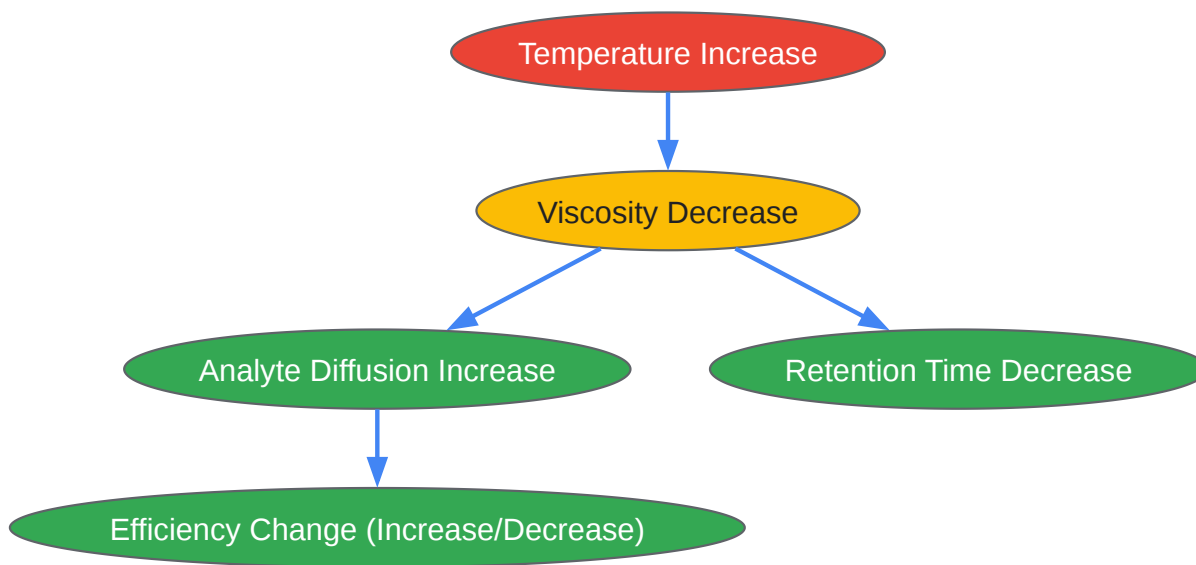 Temperature Increase
Viscosity Decrease
Analyte Diffusion Increase
Retention Time Decrease
Efficiency Change (Increase/Decrease)